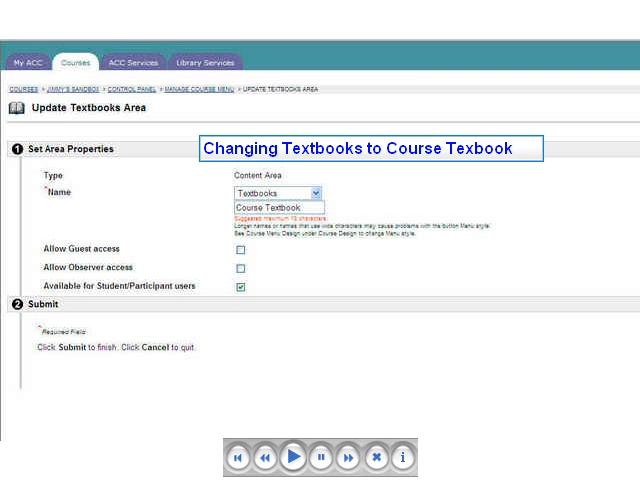 My ACC Courses ACC Services Library Services
COURSES > JIMMY'S SANDBOX > CONTROL PANEL > MANAGE COURSE MENU > UPDATE TEXTBOOKS AREA
Update Textbooks Area
1 Set Area Properties
Changing Textbooks to Course Texbook
Type Content Area
*Name Textbooks
Course Textbook
Suggested maximum 18 characters.
Longer names or names that use wide characters may cause problems with the button Menu style.
See Course Menu Design under Course Design to change Menu style.
Allow Guest access
Allow Observer access
Available for Student/Participant users
2 Submit
*Required Field
Click Submit to finish. Click Cancel to quit.
i